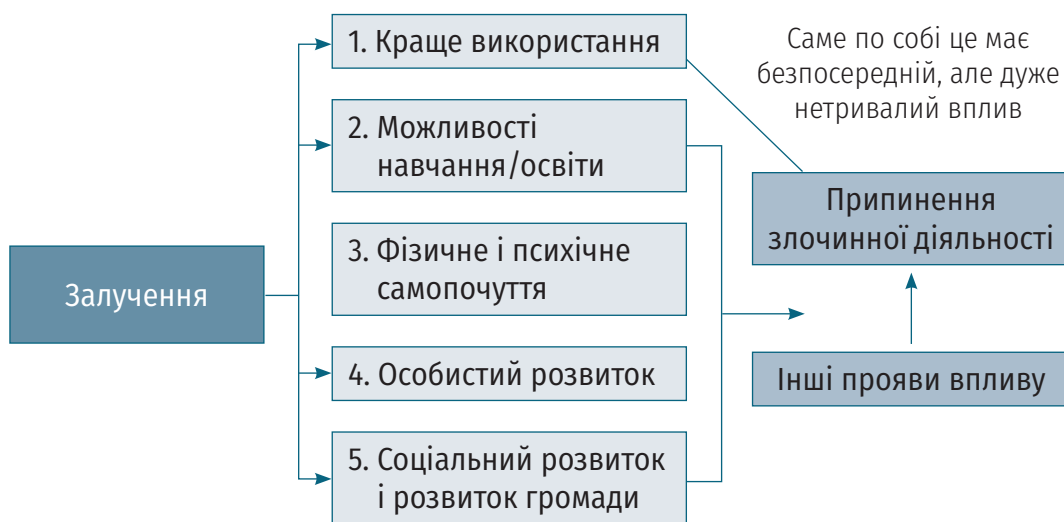 Залучення
1. Краще використання
2. Можливості
навчання/освіти
3. Фізичне і психічне
самопочуття
4. Особистий розвиток
5. Соціальний розвиток
і розвиток громади
Саме по собі це має
безпосередній, але дуже
нетривалий вплив
Припинення
злочинної діяльності
Інші прояви впливу